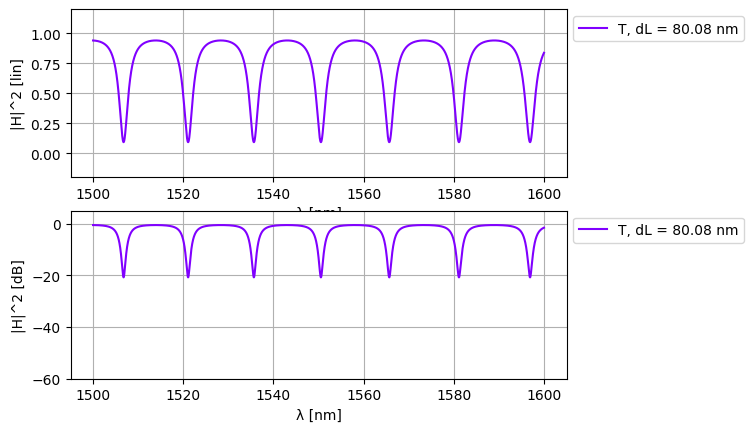 1.00
0.75
0.50
0.25
0.00
|H|^2 [lin]
T, dL = 80.08 nm
1500 1520 1540 1560 1580 1600
λ [nm]
0
−20
−40
−60
|H|^2 [dB]
T, dL = 80.08 nm
1500 1520 1540 1560 1580 1600
λ [nm]